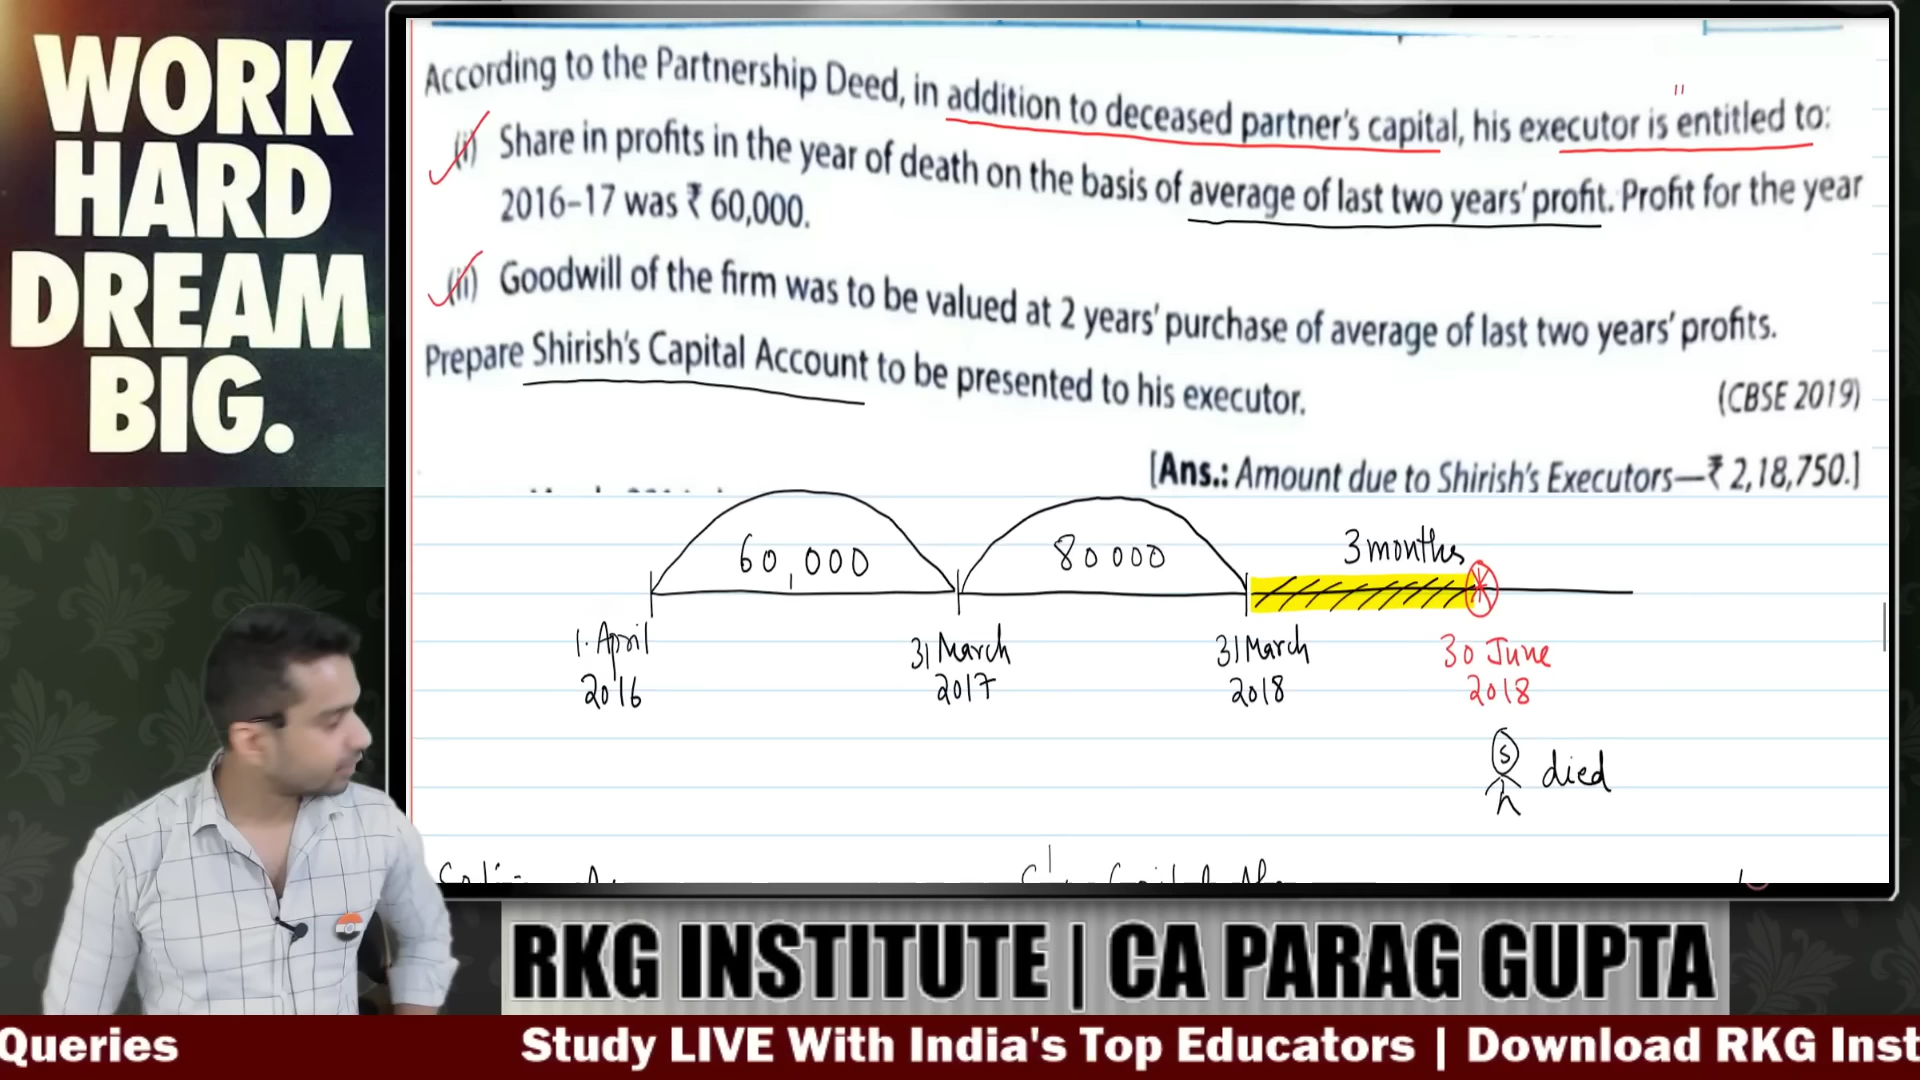 WORK
HARD
DREAM
BIG.
According to the Partnership Deed, in addition to deceased partner's capital, his executor is entitled to:
(i) Share in profits in the year of death on the basis of average of last two years' profit. Profit for the year
2016–17 was ₹ 60,000.
(ii) Goodwill of the firm was to be valued at 2 years' purchase of average of last two years' profits.
Prepare Shirish's Capital Account to be presented to his executor.
(CBSE 2019)
[Ans.: Amount due to Shirish's Executors—₹ 2,18,750.]
60,000
80000
3 months
1. April
2016
31 March
2017
31 March
2018
30 June
2018
S
died
RKG INSTITUTE | CA PARAG GUPTA
Queries Study LIVE With India's Top Educators | Download RKG Inst